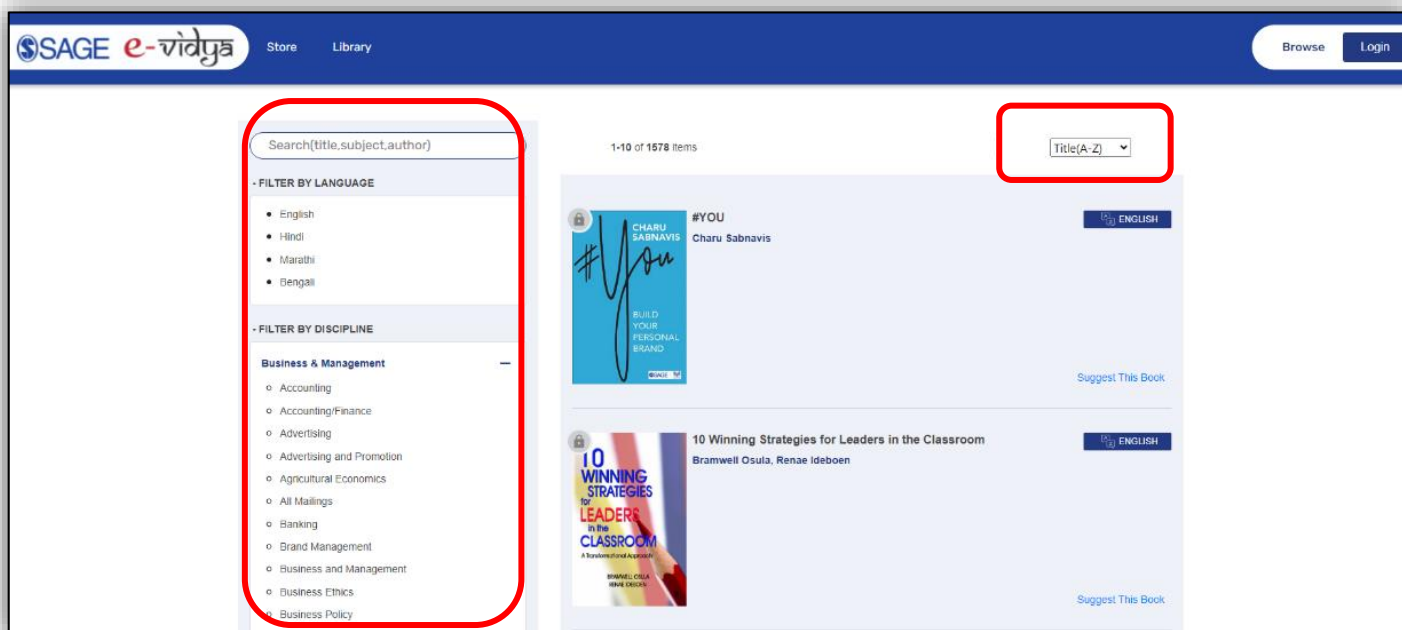 SAGE e-vidya
Store
Library
Browse
Login
Search(title,subject,author)
- FILTER BY LANGUAGE
English
Hindi
Marathi
Bengali
- FILTER BY DISCIPLINE
Business & Management
Accounting
Accounting/Finance
Advertising
Advertising and Promotion
Agricultural Economics
All Mailings
Banking
Brand Management
Business and Management
Business Ethics
Business Policy
1-10 of 1578 items
Title(A-Z)
CHARU
SABNAVIS
#You
BUILD
YOUR
PERSONAL
BRAND
SAGE
#YOU
Charu Sabnavis
ENGLISH
Suggest This Book
10
WINNING
STRATEGIES
for
LEADERS
in the
CLASSROOM
A Transformational Approach
BRAMWELL OSULA
RENAE IDEBOEN
10 Winning Strategies for Leaders in the Classroom
Bramwell Osula, Renae Ideboen
ENGLISH
Suggest This Book